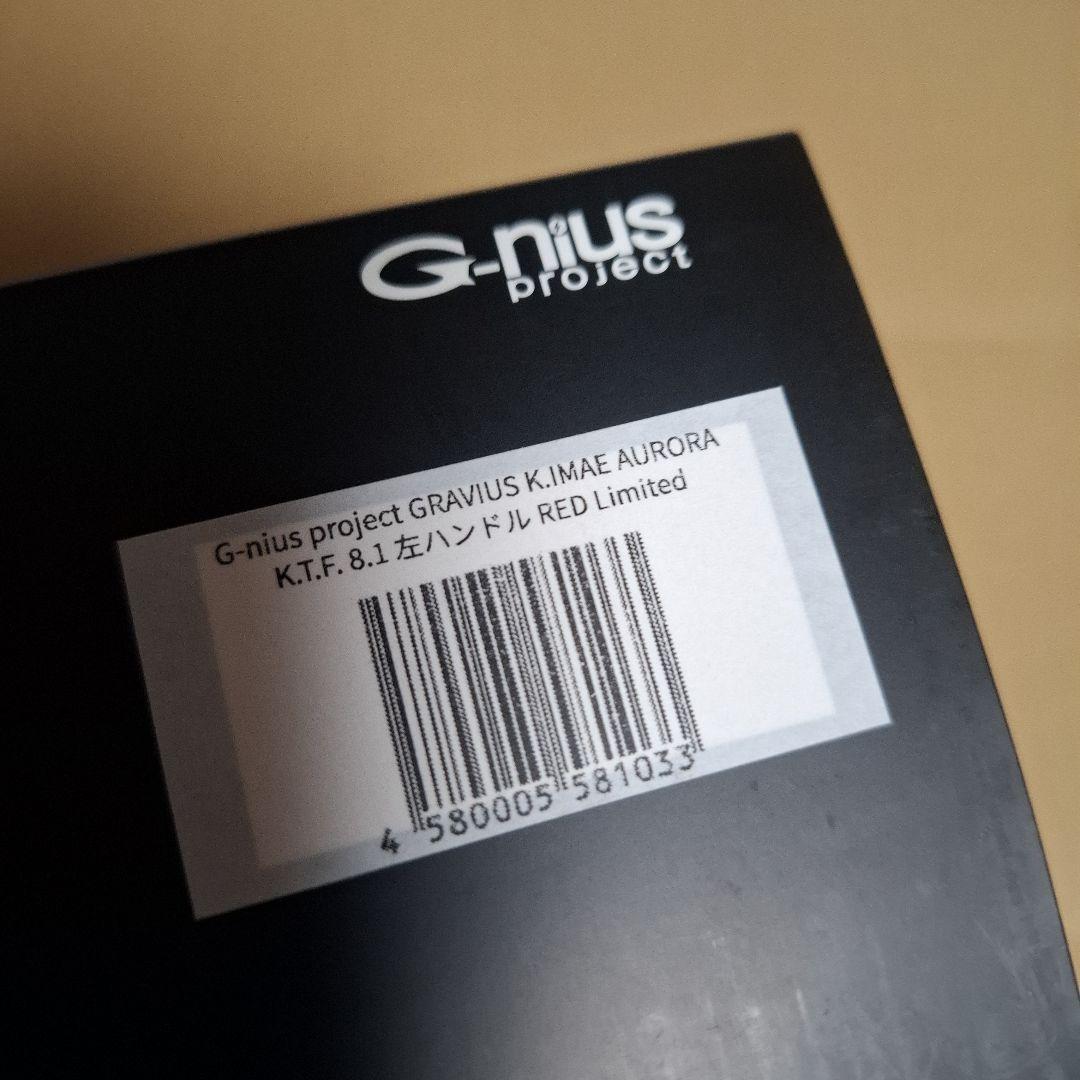 G-nius
project
G-nius project GRAVIUS K.IMAE AURORA
K.T.F. 8.1 左ハンドル RED Limited
4 580005 581033